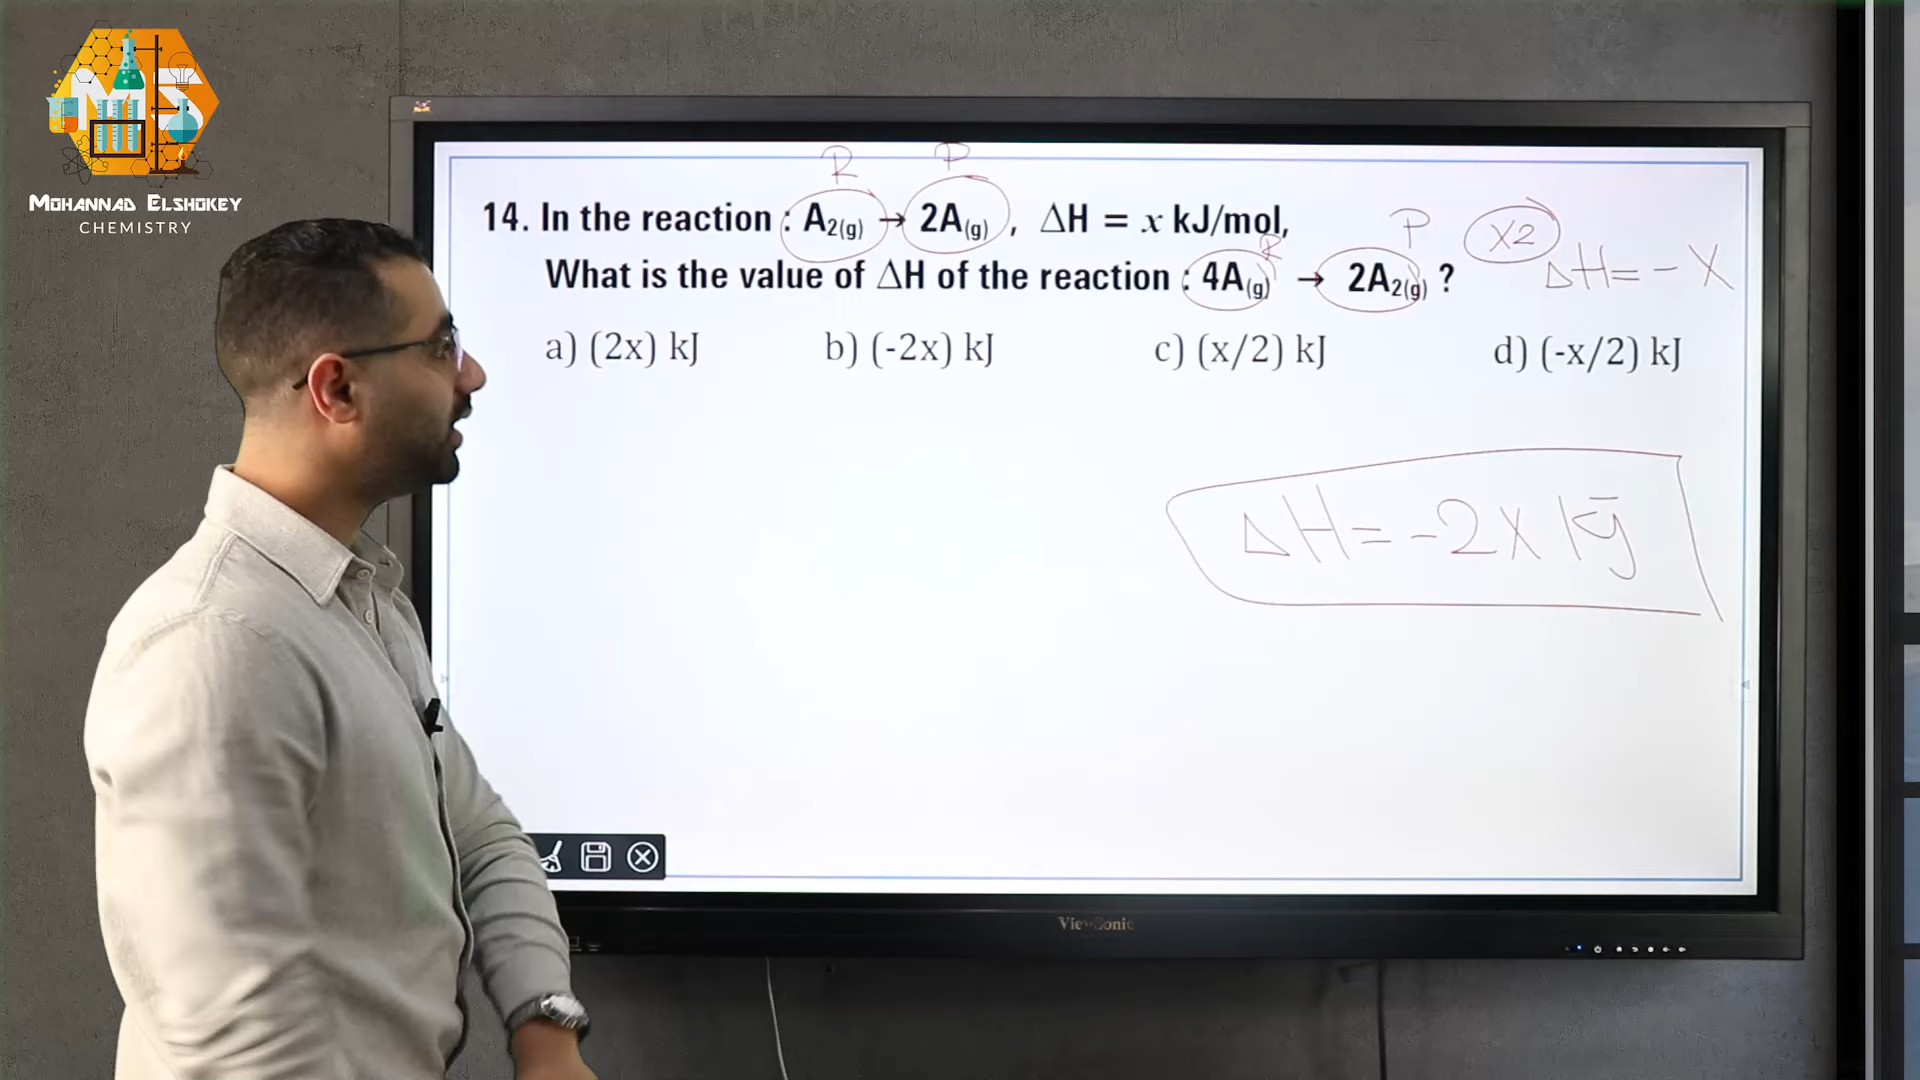 MS
MOHANNAD ELSHOKEY
CHEMISTRY
R P
14. In the reaction : A2(g) → 2A(g) , ΔH = x kJ/mol,
R P X2
What is the value of ΔH of the reaction : 4A(g) → 2A2(g) ?
ΔH = - X
a) (2x) kJ b) (-2x) kJ c) (x/2) kJ d) (-x/2) kJ
ΔH = -2X KJ
ViewSonic